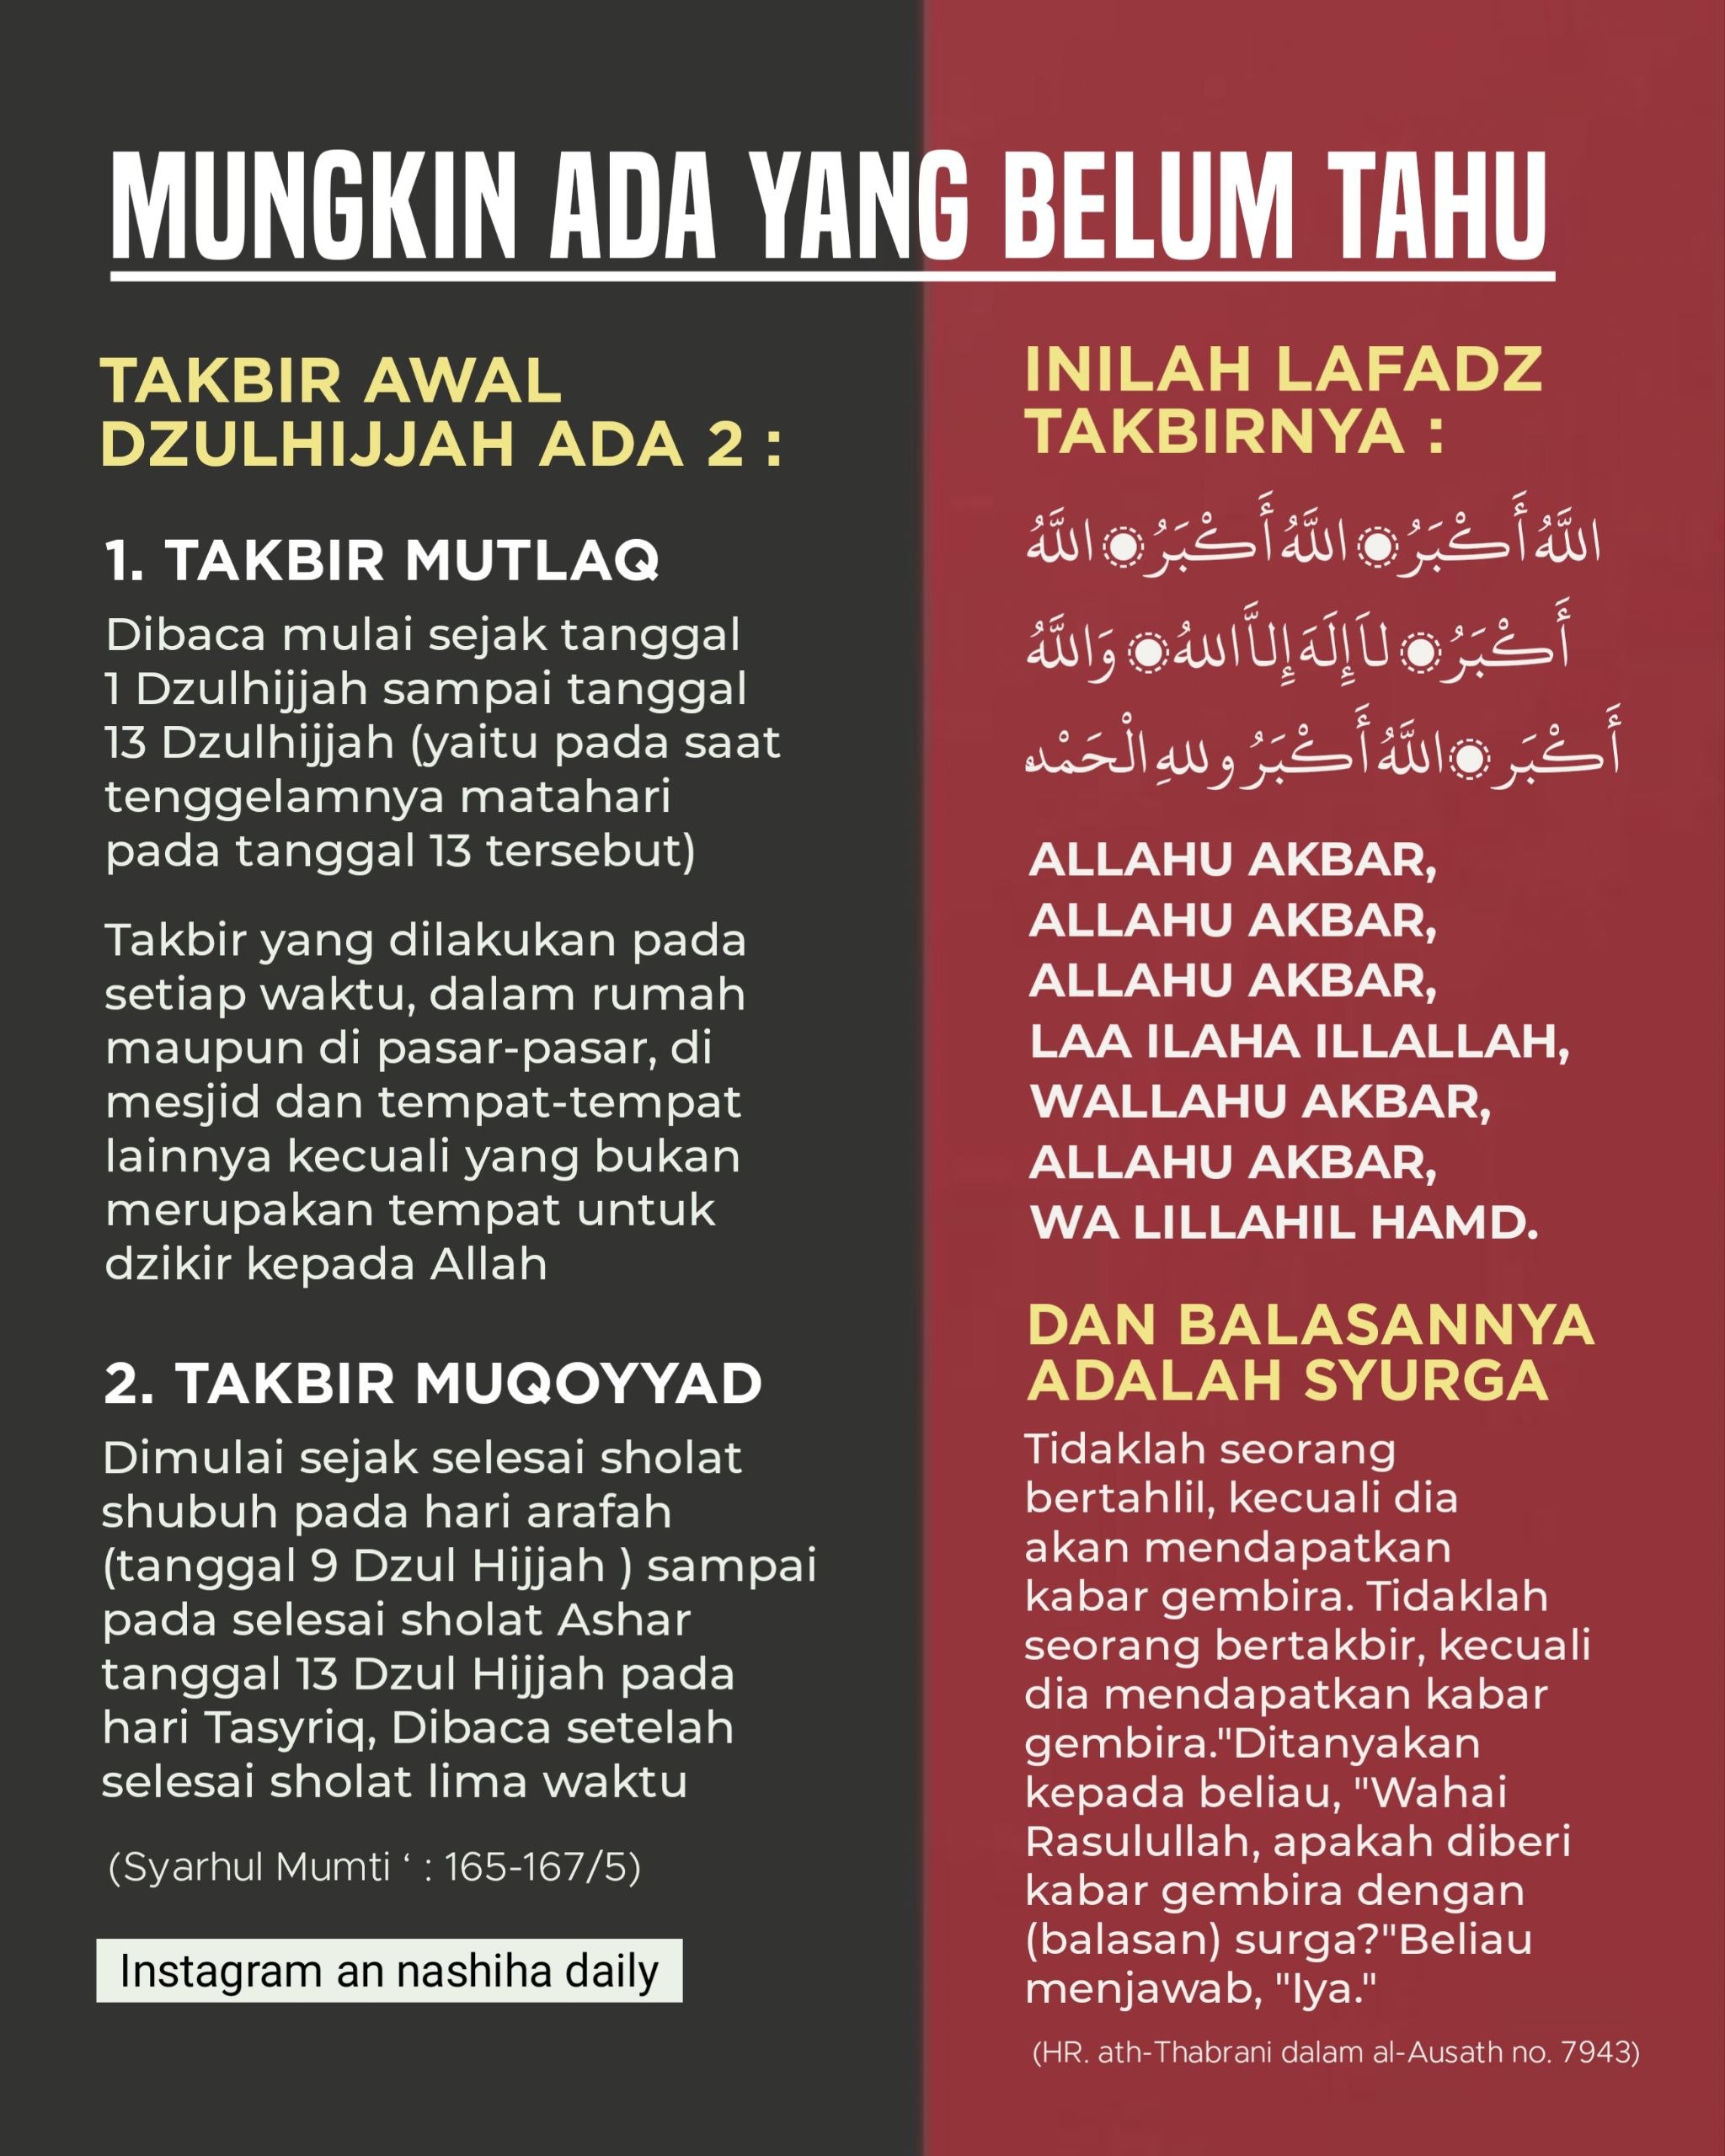 MUNGKIN ADA YANG BELUM TAHU
TAKBIR AWAL
DZULHIJJAH ADA 2 :
1. TAKBIR MUTLAQ
Dibaca mulai sejak tanggal
1 Dzulhijjah sampai tanggal
13 Dzulhijjah (yaitu pada saat
tenggelamnya matahari
pada tanggal 13 tersebut)
Takbir yang dilakukan pada
setiap waktu, dalam rumah
maupun di pasar-pasar, di
mesjid dan tempat-tempat
lainnya kecuali yang bukan
merupakan tempat untuk
dzikir kepada Allah
2. TAKBIR MUQOYYAD
Dimulai sejak selesai sholat
shubuh pada hari arafah
(tanggal 9 Dzul Hijjah ) sampai
pada selesai sholat Ashar
tanggal 13 Dzul Hijjah pada
hari Tasyriq, Dibaca setelah
selesai sholat lima waktu
(Syarhul Mumti ‘ : 165-167/5)
Instagram an nashiha daily
INILAH LAFADZ
TAKBIRNYA :
اللَّهُ أَكْبَرُ ۞ اللَّهُ أَكْبَرُ ۞ اللَّهُ
أَكْبَرُ ۞ لاَ إِلَهَ إِلاَّ اللهُ ۞ وَاللَّهُ
أَكْبَر ۞ اللَّهُ أَكْبَرُ وللهِ الْحَمْد
ALLAHU AKBAR,
ALLAHU AKBAR,
ALLAHU AKBAR,
LAA ILAHA ILLALLAH,
WALLAHU AKBAR,
ALLAHU AKBAR,
WA LILLAHIL HAMD.
DAN BALASANNYA
ADALAH SYURGA
Tidaklah seorang
bertahlil, kecuali dia
akan mendapatkan
kabar gembira. Tidaklah
seorang bertakbir, kecuali
dia mendapatkan kabar
gembira."Ditanyakan
kepada beliau, "Wahai
Rasulullah, apakah diberi
kabar gembira dengan
(balasan) surga?"Beliau
menjawab, "Iya."
(HR. ath-Thabrani dalam al-Ausath no. 7943)